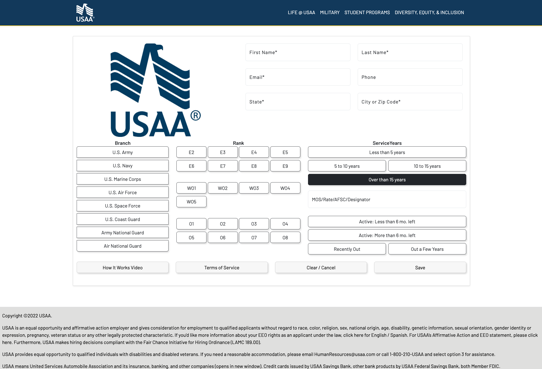 USAA®
LIFE @ USAA MILITARY STUDENT PROGRAMS DIVERSITY, EQUITY, & INCLUSION
USAA®
First Name* Last Name*
Email* Phone
State* City or Zip Code*
Branch Rank Service Years
U.S. Army E2 E3 E4 E5 Less than 5 years
U.S. Navy E6 E7 E8 E9 5 to 10 years 10 to 15 years
U.S. Marine Corps Over than 15 years
U.S. Air Force WO1 WO2 WO3 WO4
U.S. Space Force WO5 MOS/Rate/AFSC/Designator
U.S. Coast Guard O1 O2 O3 O4 Active: Less than 6 mo. left
Army National Guard O5 O6 O7 O8 Active: More than 6 mo. left
Air National Guard Recently Out Out a Few Years
How It Works Video Terms of Service Clear / Cancel Save
Copyright ©2022 USAA.
USAA is an equal opportunity and affirmative action employer and gives consideration for employment to qualified applicants without regard to race, color, religion, sex, national origin, age, disability, genetic information, sexual orientation, gender identity or
expression, pregnancy, veteran status or any other legally protected characteristic. If you'd like more information about your EEO rights as an applicant under the law, click here for English / Spanish. For USAA's Affirmative Action and EEO statement, please click
here. Furthermore, USAA makes hiring decisions compliant with the Fair Chance Initiative for Hiring Ordinance (LAMC 189.00).
USAA provides equal opportunity to qualified individuals with disabilities and disabled veterans. If you need a reasonable accommodation, please email HumanResources@usaa.com or call 1-800-210-USAA and select option 3 for assistance.
USAA means United Services Automobile Association and its insurance, banking, and other companies (opens in new window). Credit cards issued by USAA Savings Bank, other bank products by USAA Federal Savings Bank, both Member FDIC.